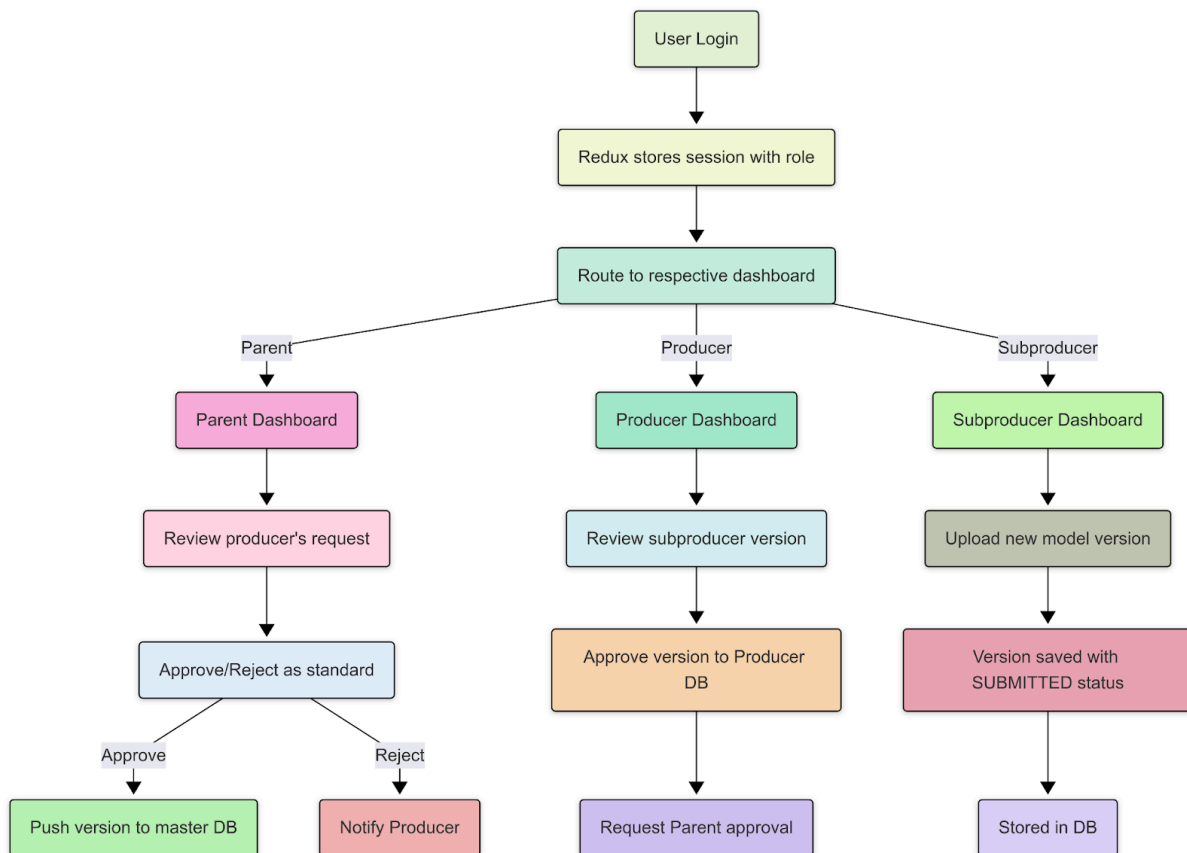 User Login
Redux stores session with role
Route to respective dashboard
Parent
Producer
Subproducer
Parent Dashboard
Producer Dashboard
Subproducer Dashboard
Review producer's request
Review subproducer version
Upload new model version
Approve/Reject as standard
Approve version to Producer
DB
Version saved with
SUBMITTED status
Approve
Reject
Push version to master DB
Notify Producer
Request Parent approval
Stored in DB